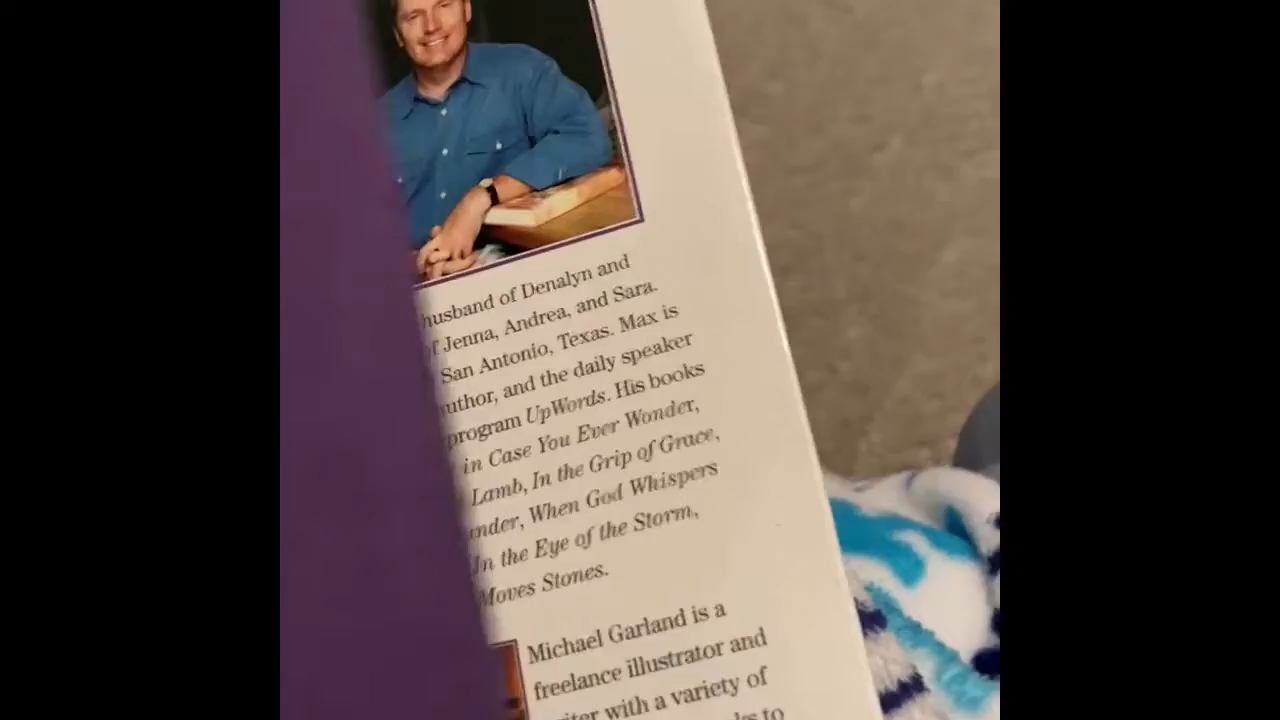 husband of Denalyn and
Jenna, Andrea, and Sara.
San Antonio, Texas. Max is
uthor, and the daily speaker
program UpWords. His books
in Case You Ever Wonder,
Lamb, In the Grip of Grace,
nder, When God Whispers
In the Eye of the Storm,
Moves Stones.
Michael Garland is a
freelance illustrator and
riter with a variety of
to